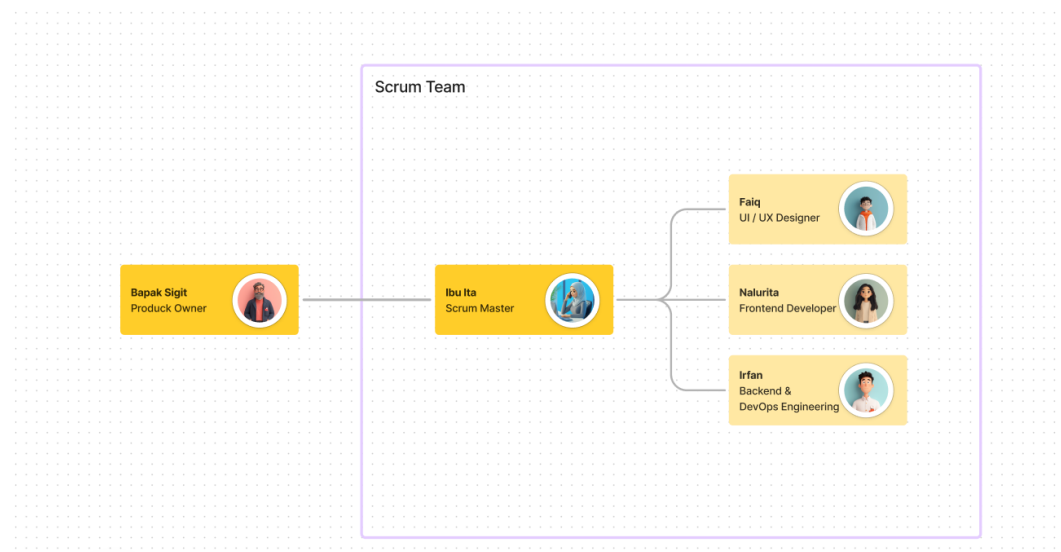 Scrum Team
Faiq
UI / UX Designer
Bapak Sigit
Produck Owner
Ibu Ita
Scrum Master
Nalurita
Frontend Developer
Irfan
Backend &
DevOps Engineering